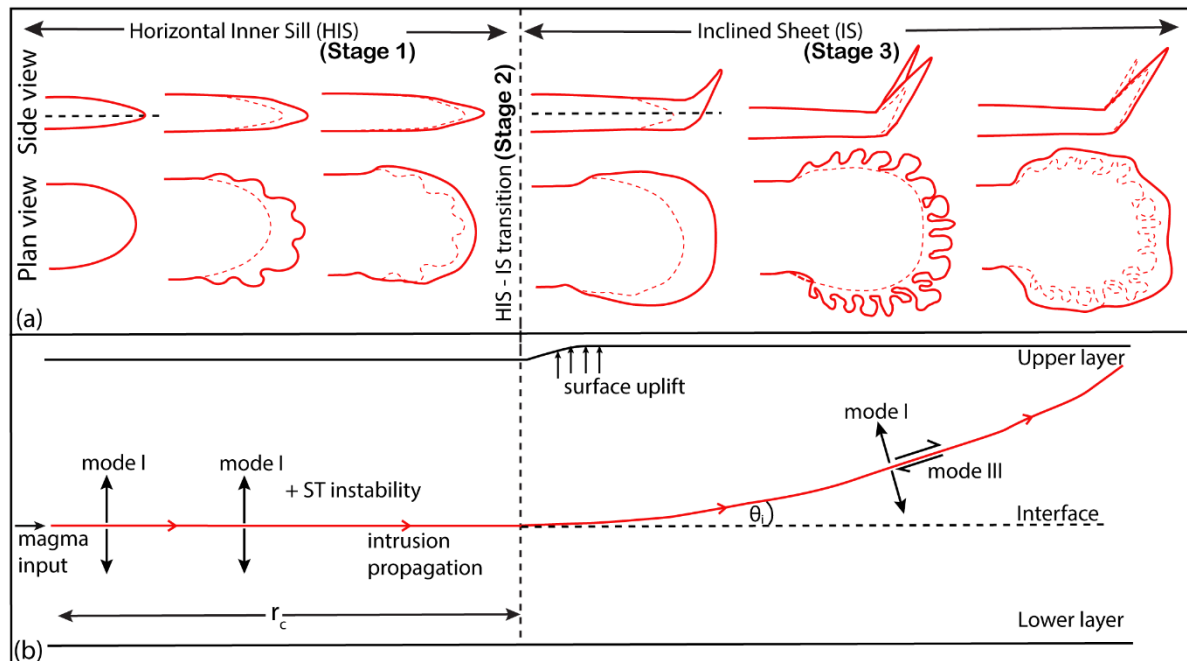 Horizontal Inner Sill (HIS)
(Stage 1)
Inclined Sheet (IS)
(Stage 3)
HIS - IS transition (Stage 2)
Side view
Plan view
(a)
surface uplift
Upper layer
mode I
mode I
+ ST instability
mode I
mode III
θi
Interface
magma
input
intrusion
propagation
rc
Lower layer
(b)